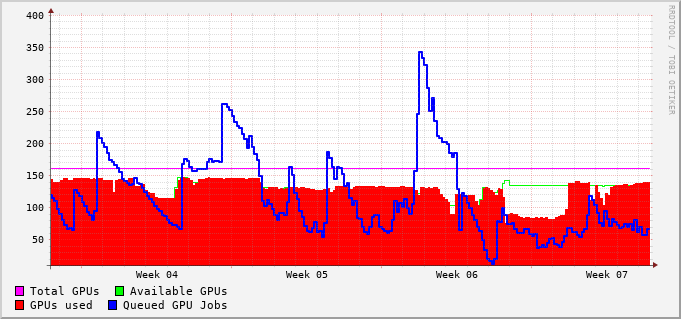 400
350
300
250
200
150
100
50
Week 04 Week 05 Week 06 Week 07
Total GPUs Available GPUs
GPUs used Queued GPU Jobs
RRDTOOL / TOBI OETIKER